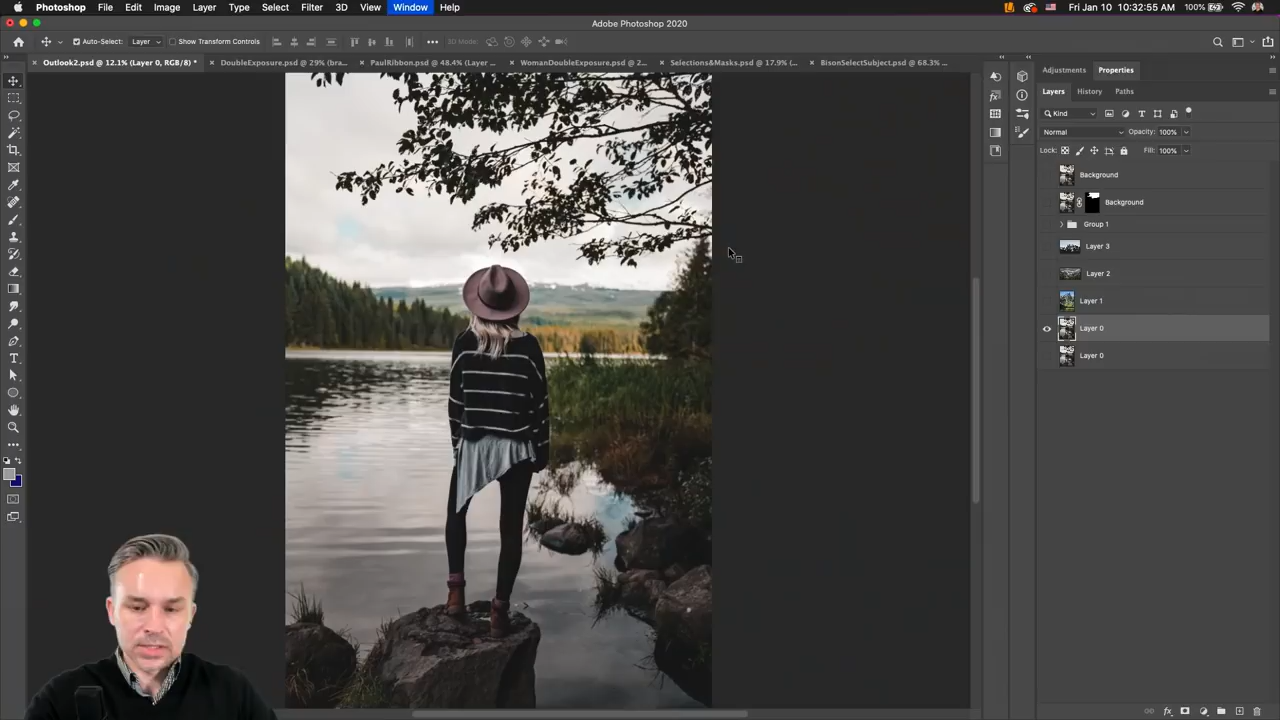 Photoshop File Edit Image Layer Type Select Filter 3D View Window Help 100% Fri Jan 10 10:32:55 AM
Adobe Photoshop 2020
Auto-Select: Layer Show Transform Controls 3D Mode:
Outlook2.psd @ 12.1% (Layer 0, RGB/8) * DoubleExposure.psd @ 29% (bra... PaulRibbon.psd @ 48.4% (Layer ... WomanDoubleExposure.psd @ 2... Selections&Masks.psd @ 17.9% (... BisonSelectSubject.psd @ 68.3% ...
Adjustments Properties
Layers History Paths
Kind
Normal Opacity: 100%
Lock: Fill: 100%
Background
Background
Group 1
Layer 3
Layer 2
Layer 1
Layer 0
Layer 0